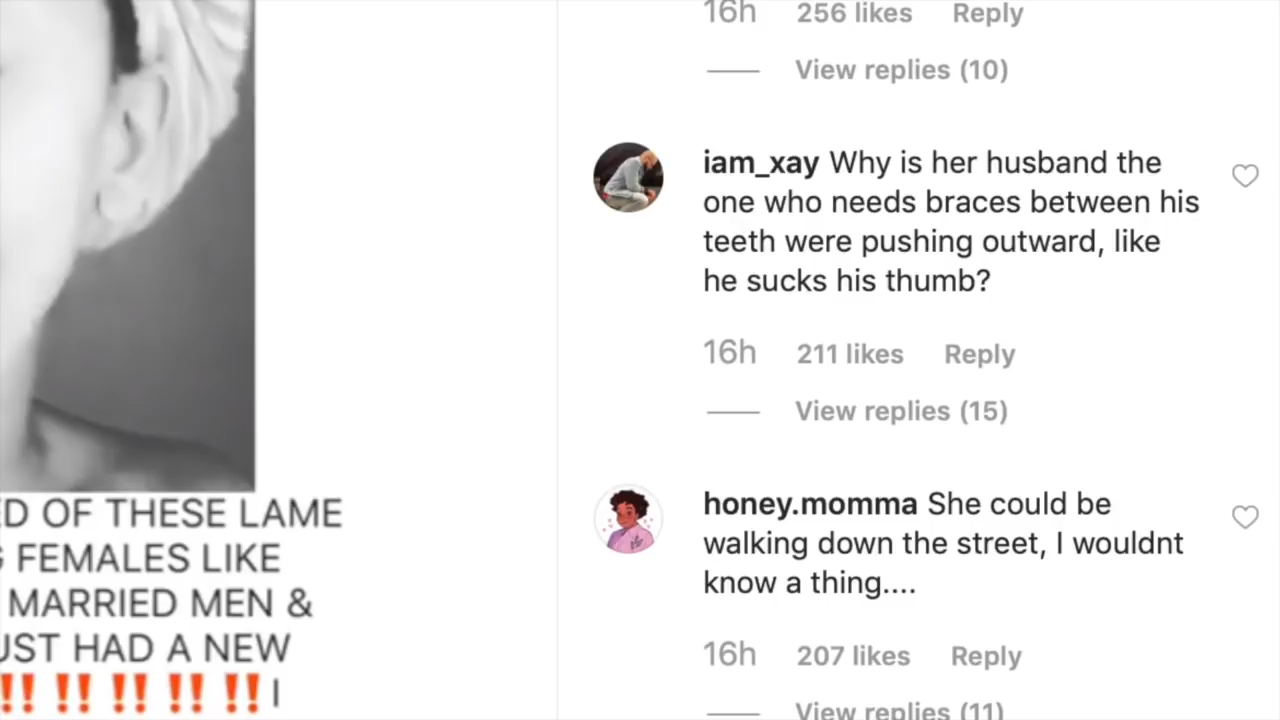 ED OF THESE LAME
FEMALES LIKE
MARRIED MEN &
UST HAD A NEW
‼️ ‼️ ‼️ ‼️ ‼️ I
16h 256 likes Reply
View replies (10)
iam_xay Why is her husband the
one who needs braces between his
teeth were pushing outward, like
he sucks his thumb?
16h 211 likes Reply
View replies (15)
honey.momma She could be
walking down the street, I wouldnt
know a thing....
16h 207 likes Reply
View replies (11)